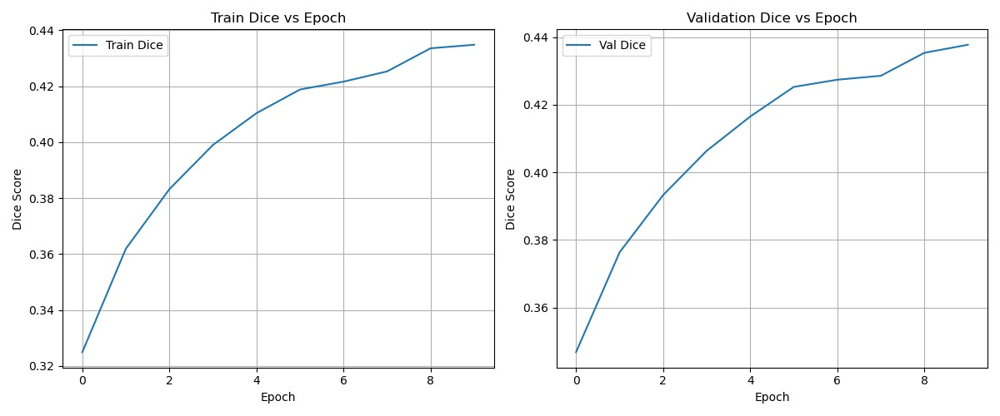 Train Dice vs Epoch
Train Dice
0.44
0.42
0.40
0.38
0.36
0.34
0.32
Dice Score
0 2 4 6 8
Epoch
Validation Dice vs Epoch
Val Dice
0.44
0.42
0.40
0.38
0.36
Dice Score
0 2 4 6 8
Epoch